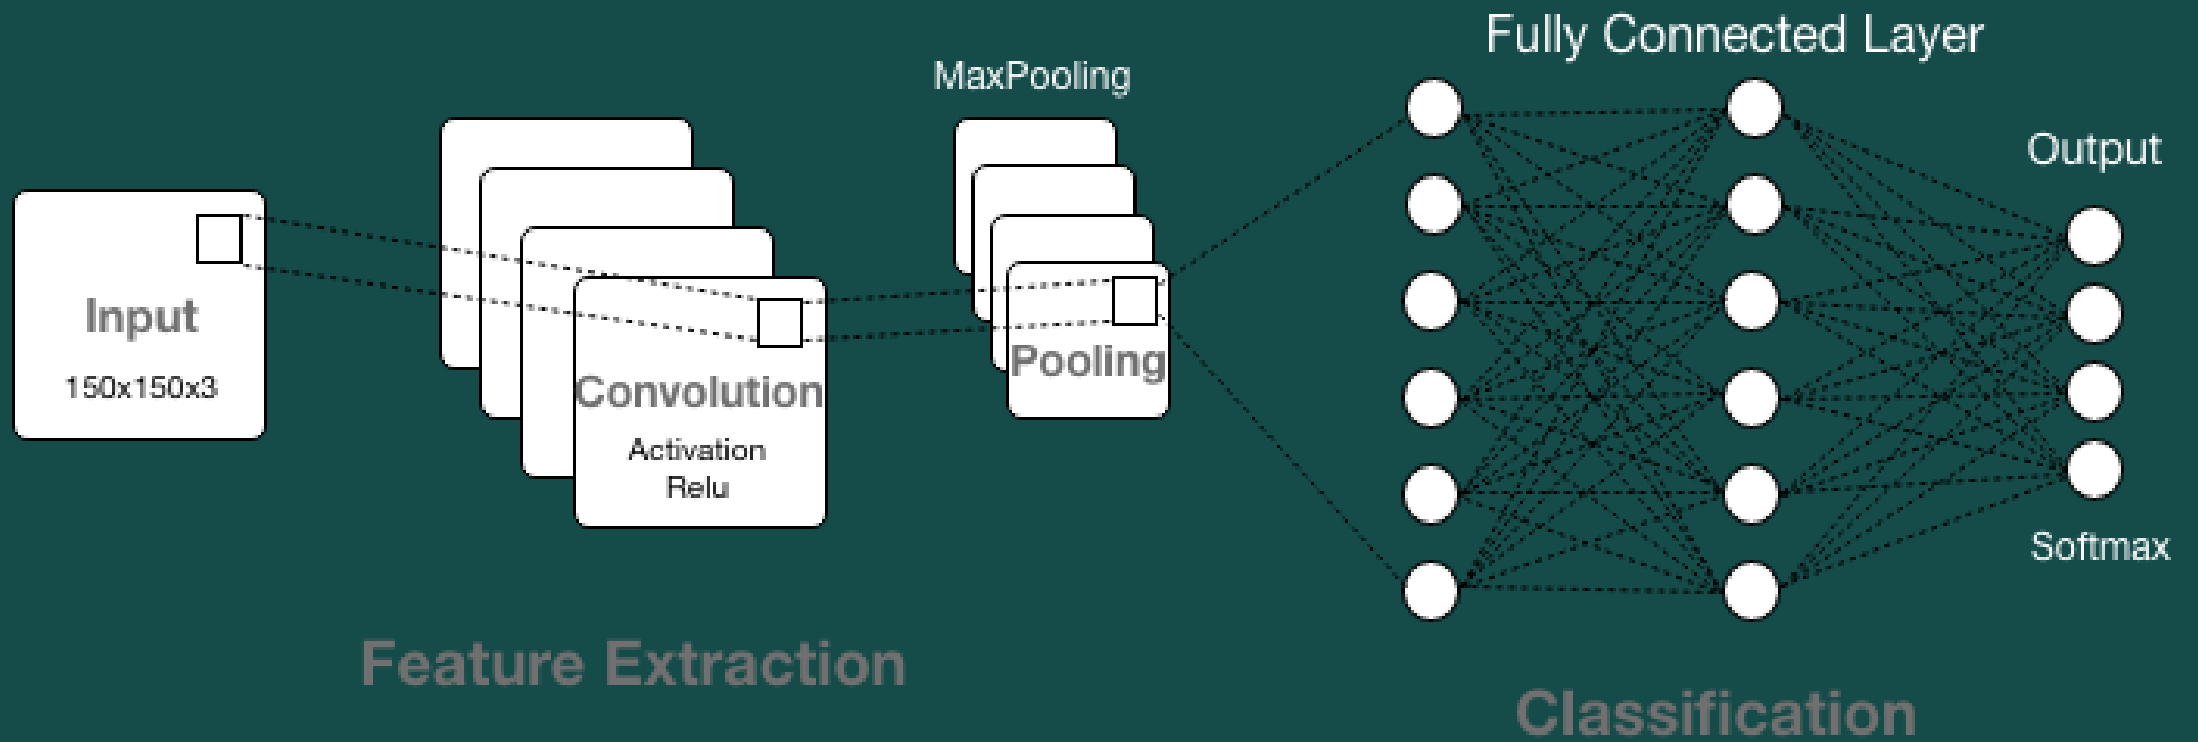 Fully Connected Layer
MaxPooling
Output
Input
150x150x3
Convolution
Activation
Relu
Pooling
Softmax
Feature Extraction
Classification